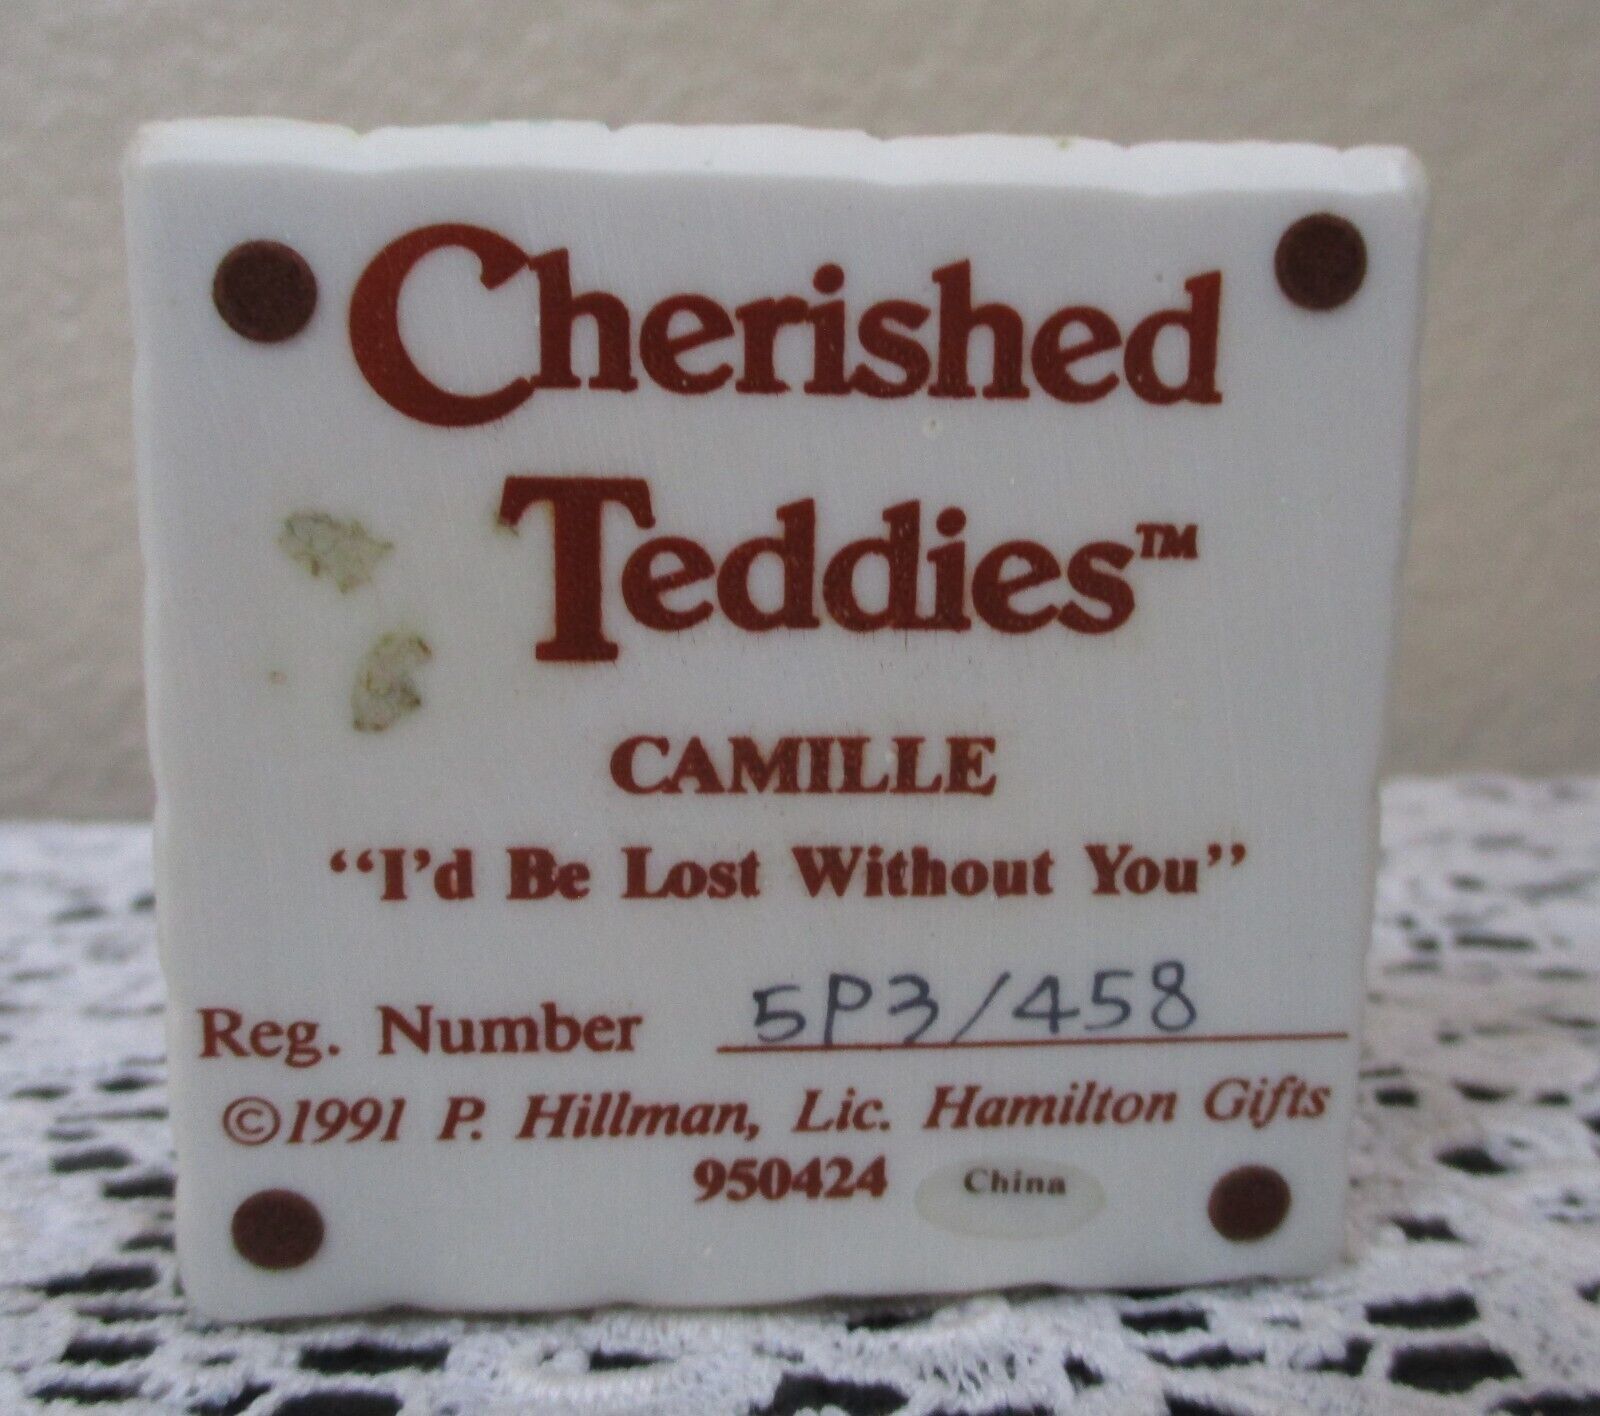 Cherished
Teddies™
CAMILLE
“I’d Be Lost Without You”
Reg. Number 5P3/458
©1991 P. Hillman, Lic. Hamilton Gifts
950424 China